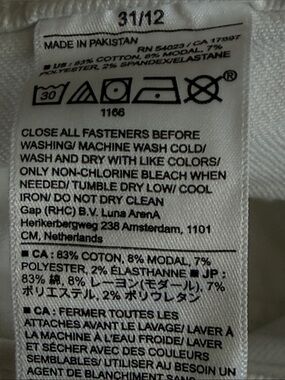 31/12
MADE IN PAKISTAN
RN 54023 / CA 17897
■ US : 83% COTTON, 8% MODAL, 7%
POLYESTER, 2% SPANDEX/ELASTANE
30
®
1166
CLOSE ALL FASTENERS BEFORE
WASHING/ MACHINE WASH COLD/
WASH AND DRY WITH LIKE COLORS/
ONLY NON-CHLORINE BLEACH WHEN
NEEDED/ TUMBLE DRY LOW/ COOL
IRON/ DO NOT DRY CLEAN
Gap (RHC) B.V. Luna ArenA
Herikerbergweg 238 Amsterdam, 1101
CM, Netherlands
■ CA : 83% COTON, 8% MODAL, 7%
POLYESTER, 2% ÉLASTHANNE ■ JP :
83% 綿, 8% レーヨン(モダール), 7%
ポリエステル, 2% ポリウレタン
■ CA : FERMER TOUTES LES
ATTACHES AVANT LE LAVAGE/ LAVER À
LA MACHINE À L'EAU FROIDE/ LAVER
ET SÉCHER AVEC DES COULEURS
SEMBLABLES/ UTILISER AU BESOIN UN
AGENT DE BLANCHIMENT SANS